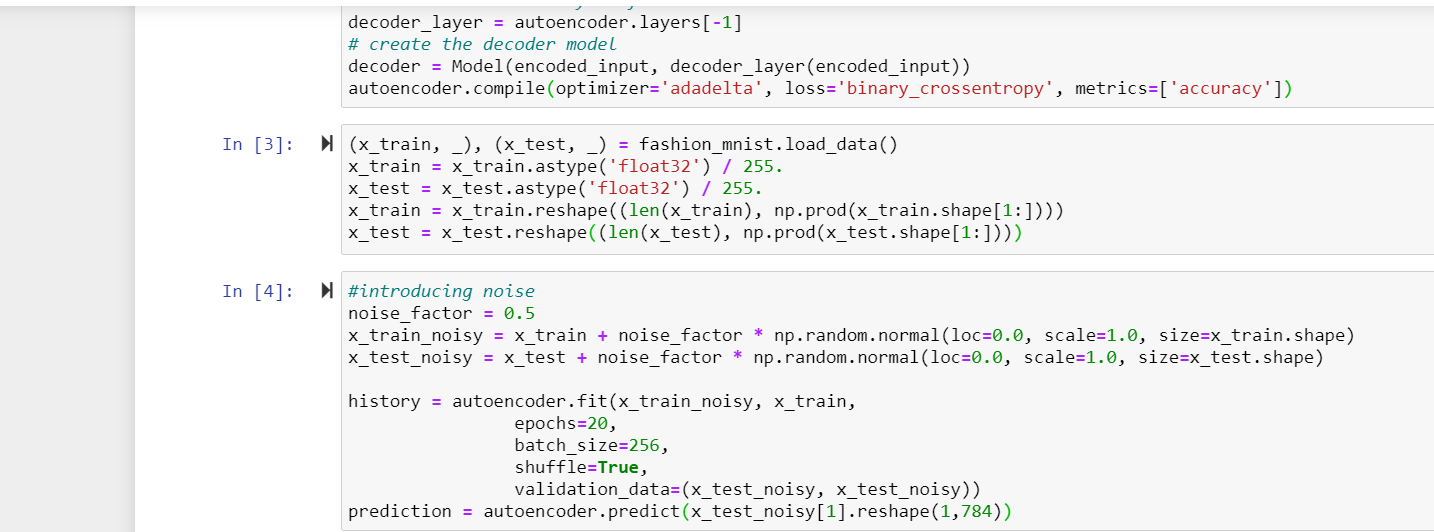 decoder_layer = autoencoder.layers[-1]
# create the decoder model
decoder = Model(encoded_input, decoder_layer(encoded_input))
autoencoder.compile(optimizer='adadelta', loss='binary_crossentropy', metrics=['accuracy'])
In [3]:
(x_train, _), (x_test, _) = fashion_mnist.load_data()
x_train = x_train.astype('float32') / 255.
x_test = x_test.astype('float32') / 255.
x_train = x_train.reshape((len(x_train), np.prod(x_train.shape[1:])))
x_test = x_test.reshape((len(x_test), np.prod(x_test.shape[1:])))
In [4]:
#introducing noise
noise_factor = 0.5
x_train_noisy = x_train + noise_factor * np.random.normal(loc=0.0, scale=1.0, size=x_train.shape)
x_test_noisy = x_test + noise_factor * np.random.normal(loc=0.0, scale=1.0, size=x_test.shape)
history = autoencoder.fit(x_train_noisy, x_train,
epochs=20,
batch_size=256,
shuffle=True,
validation_data=(x_test_noisy, x_test_noisy))
prediction = autoencoder.predict(x_test_noisy[1].reshape(1,784))